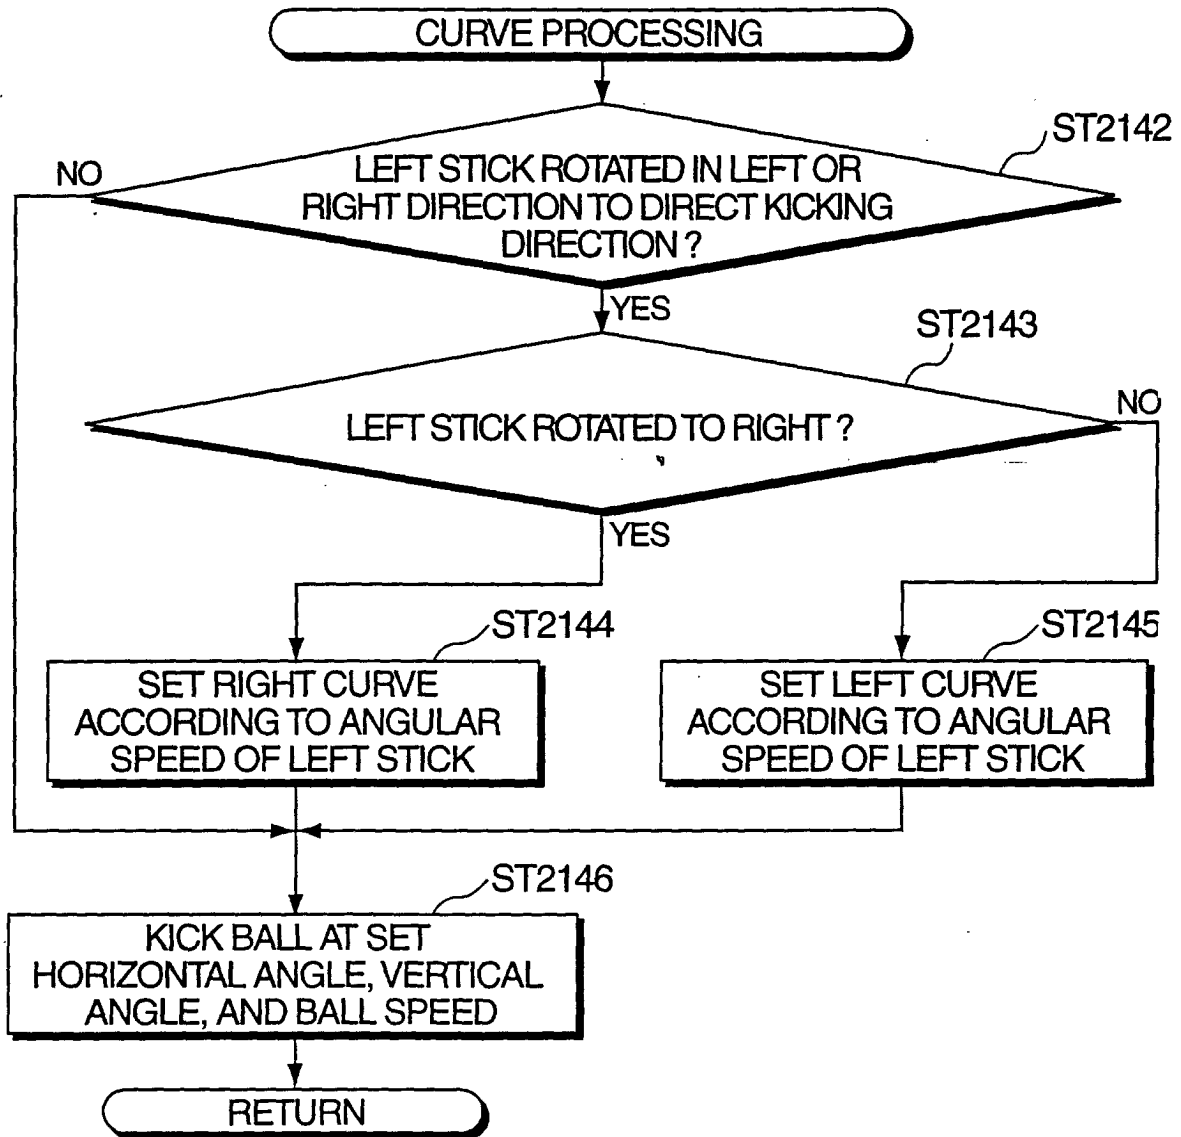 CURVE PROCESSING
ST2142
NO
LEFT STICK ROTATED IN LEFT OR
RIGHT DIRECTION TO DIRECT KICKING
DIRECTION ?
YES
ST2143
NO
LEFT STICK ROTATED TO RIGHT ?
YES
ST2144
SET RIGHT CURVE
ACCORDING TO ANGULAR
SPEED OF LEFT STICK
ST2145
SET LEFT CURVE
ACCORDING TO ANGULAR
SPEED OF LEFT STICK
ST2146
KICK BALL AT SET
HORIZONTAL ANGLE, VERTICAL
ANGLE, AND BALL SPEED
RETURN